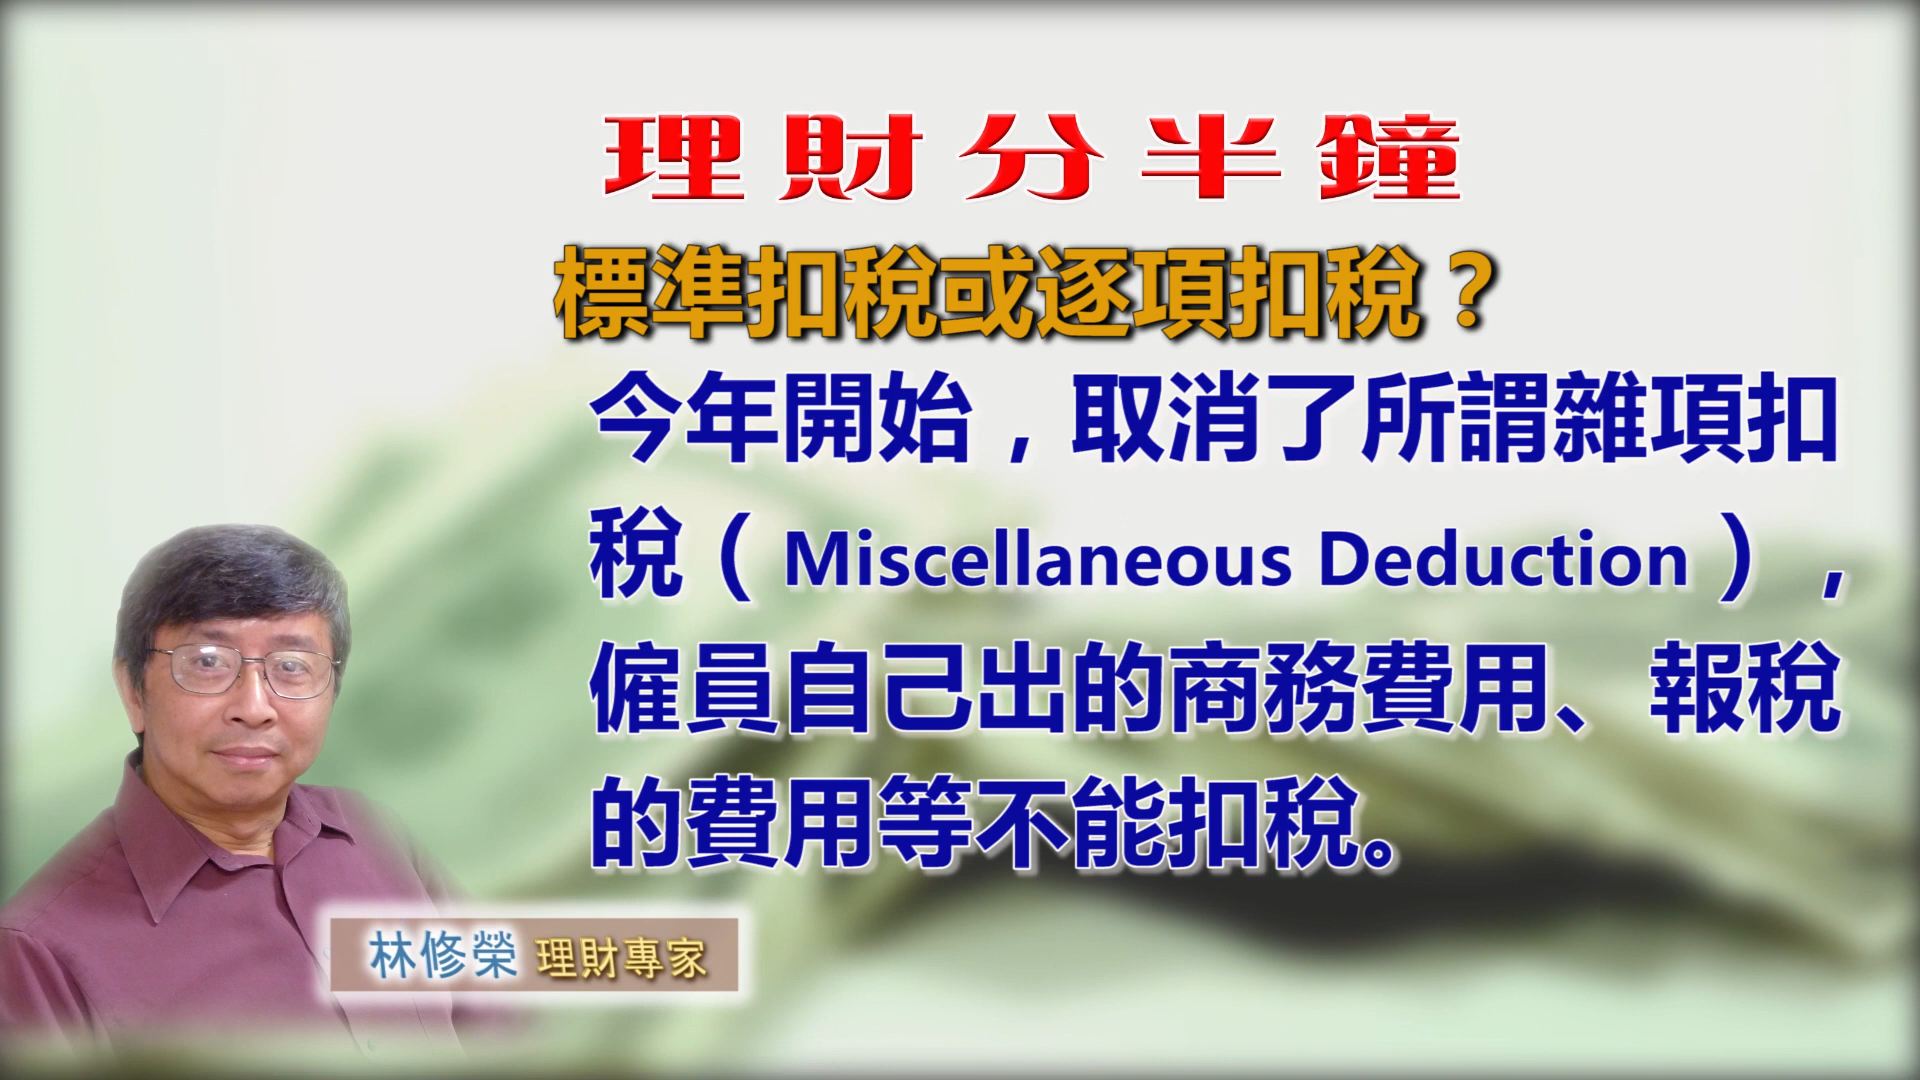 理財分半鐘
標準扣稅或逐項扣稅？
今年開始，取消了所謂雜項扣
稅（Miscellaneous Deduction），
僱員自己出的商務費用、報稅
的費用等不能扣稅。
林修榮 理財專家